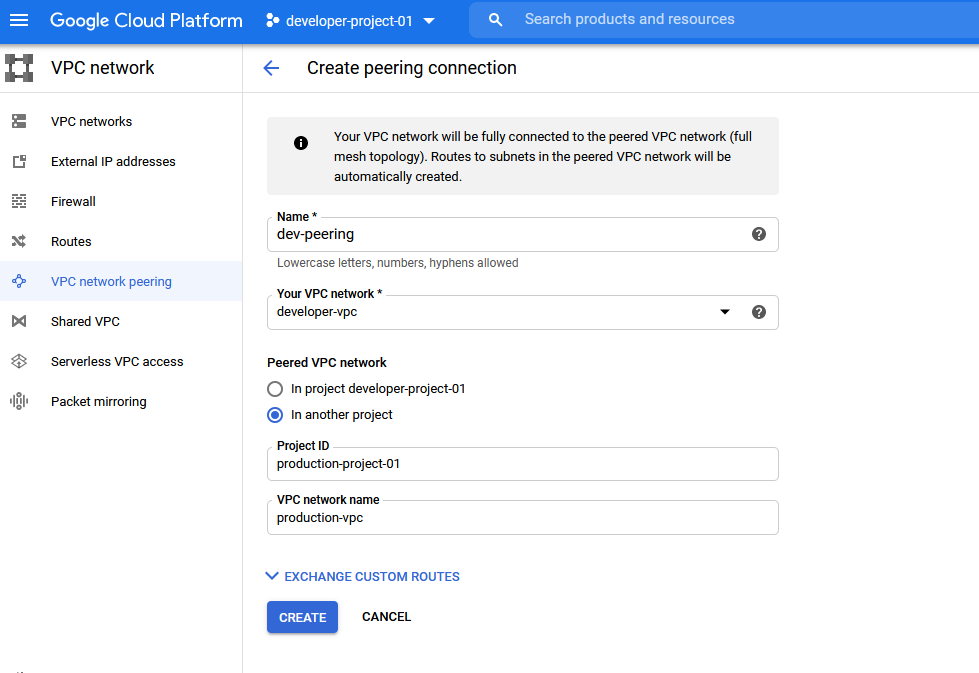 Google Cloud Platform
developer-project-01
Search products and resources
VPC network
Create peering connection
VPC networks
External IP addresses
Firewall
Routes
VPC network peering
Shared VPC
Serverless VPC access
Packet mirroring
Your VPC network will be fully connected to the peered VPC network (full
mesh topology). Routes to subnets in the peered VPC network will be
automatically created.
Name *
dev-peering
Lowercase letters, numbers, hyphens allowed
Your VPC network *
developer-vpc
Peered VPC network
In project developer-project-01
In another project
Project ID
production-project-01
VPC network name
production-vpc
EXCHANGE CUSTOM ROUTES
CREATE
CANCEL